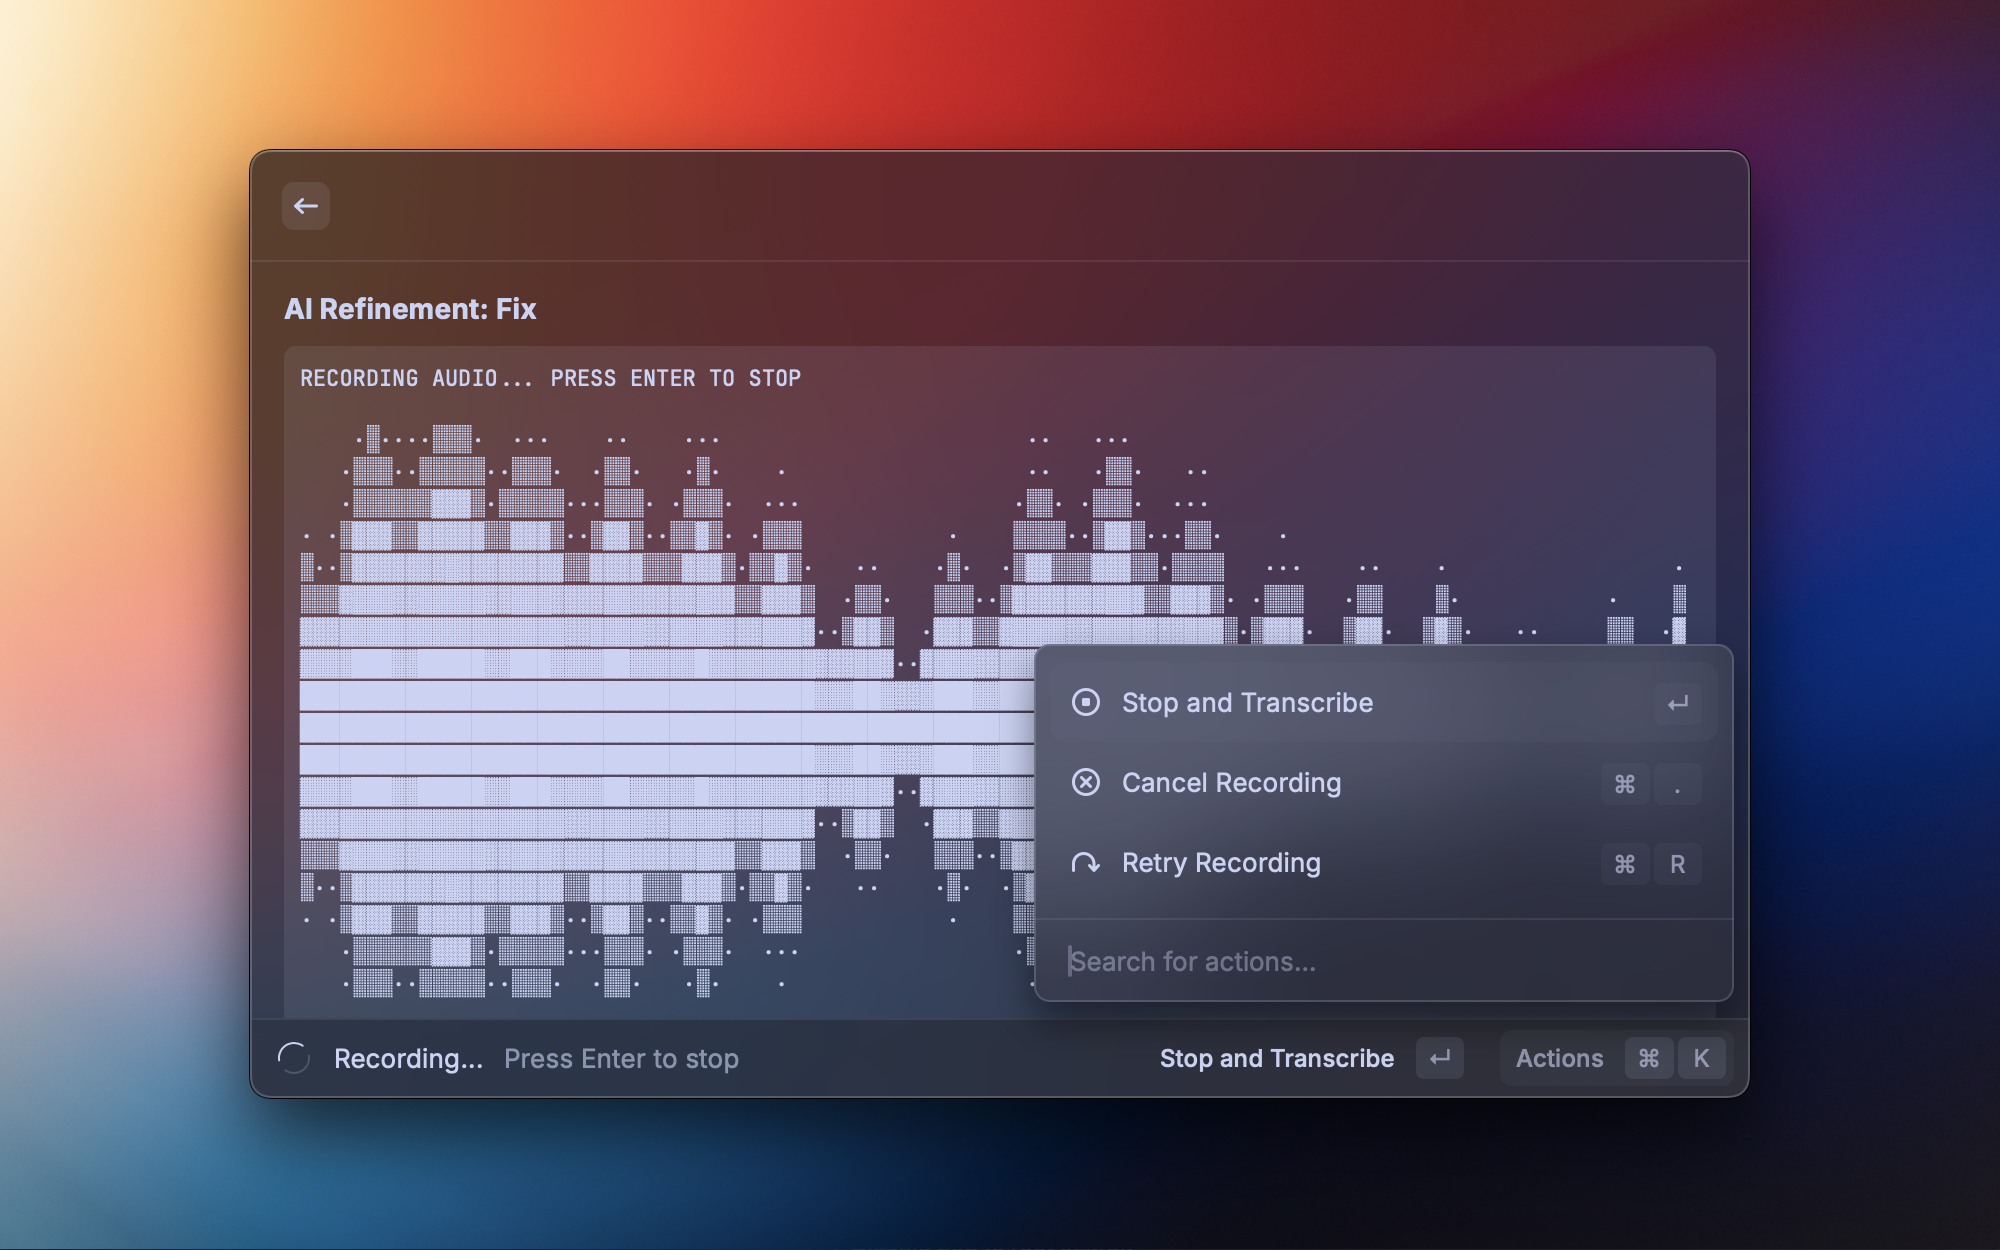 AI Refinement: Fix
RECORDING AUDIO... PRESS ENTER TO STOP
Stop and Transcribe ↵
Cancel Recording ⌘ .
Retry Recording ⌘ R
Search for actions...
Recording... Press Enter to stop Stop and Transcribe ↵ Actions ⌘ K